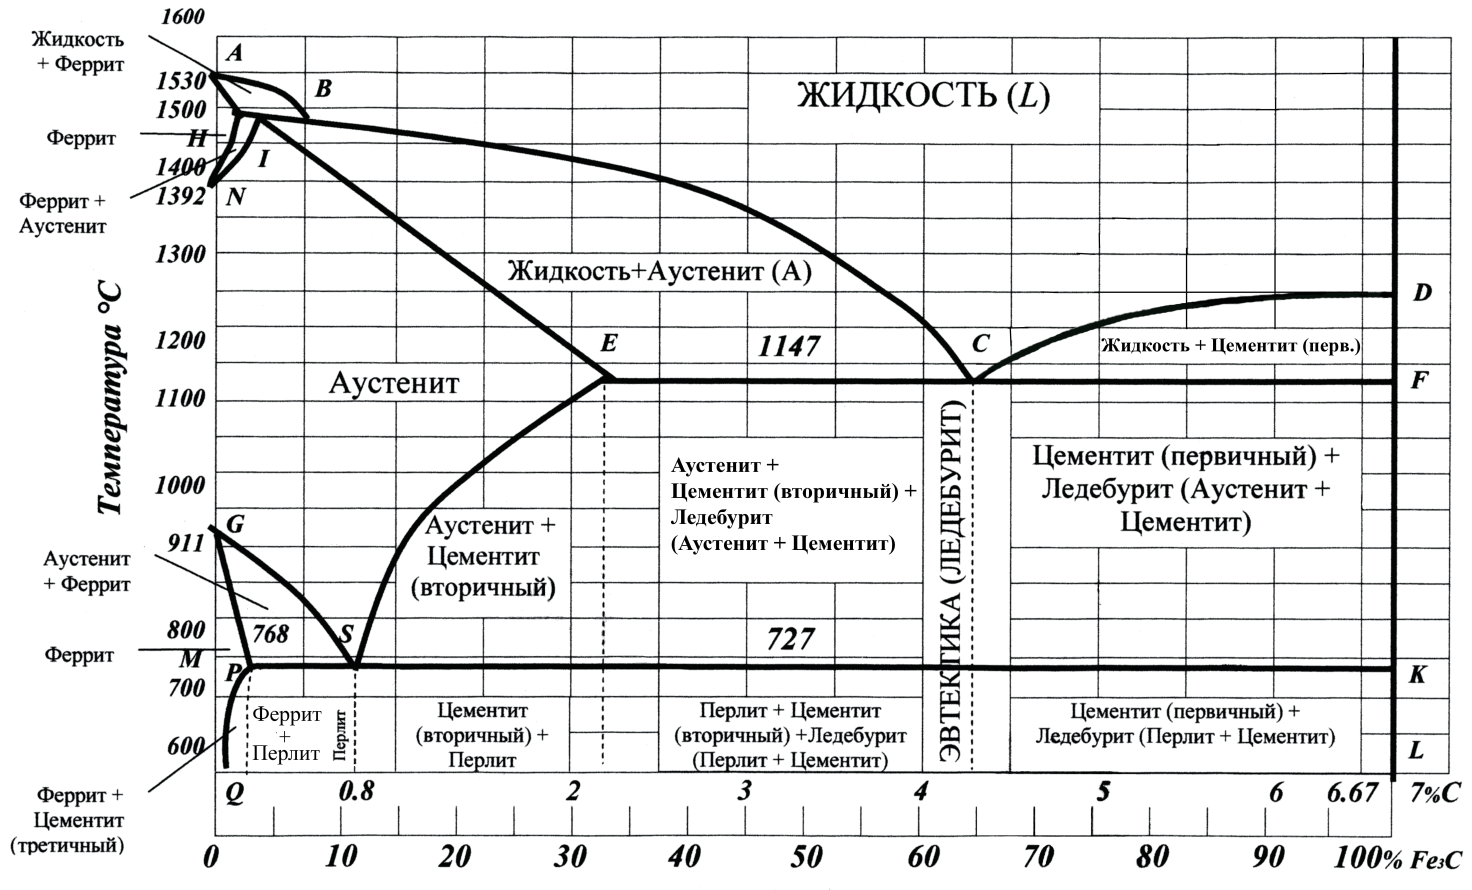 1600
Жидкость
+ Феррит
A
1530
B
ЖИДКОСТЬ (L)
1500
Феррит
H
I
1400
1392
N
Феррит +
Аустенит
1300
Жидкость+Аустенит (А)
Температура °C
D
1200
E
1147
C
Жидкость + Цементит (перв.)
Аустенит
F
1100
ЭВТЕКТИКА (ЛЕДЕБУРИТ)
Аустенит +
Цементит (вторичный) +
Ледебурит
(Аустенит + Цементит)
Цементит (первичный) +
Ледебурит (Аустенит +
Цементит)
1000
G
911
Аустенит +
Цементит
(вторичный)
Аустенит
+ Феррит
800
768
S
727
Феррит
M
P
K
700
Феррит
+
Перлит
Перлит
Цементит
(вторичный) +
Перлит
Перлит + Цементит
(вторичный) +Ледебурит
(Перлит + Цементит)
Цементит (первичный) +
Ледебурит (Перлит + Цементит)
600
L
Q
0.8 2 3 4 5 6 6.67 7%C
Феррит +
Цементит
(третичный)
0 10 20 30 40 50 60 70 80 90 100% Fe₃C